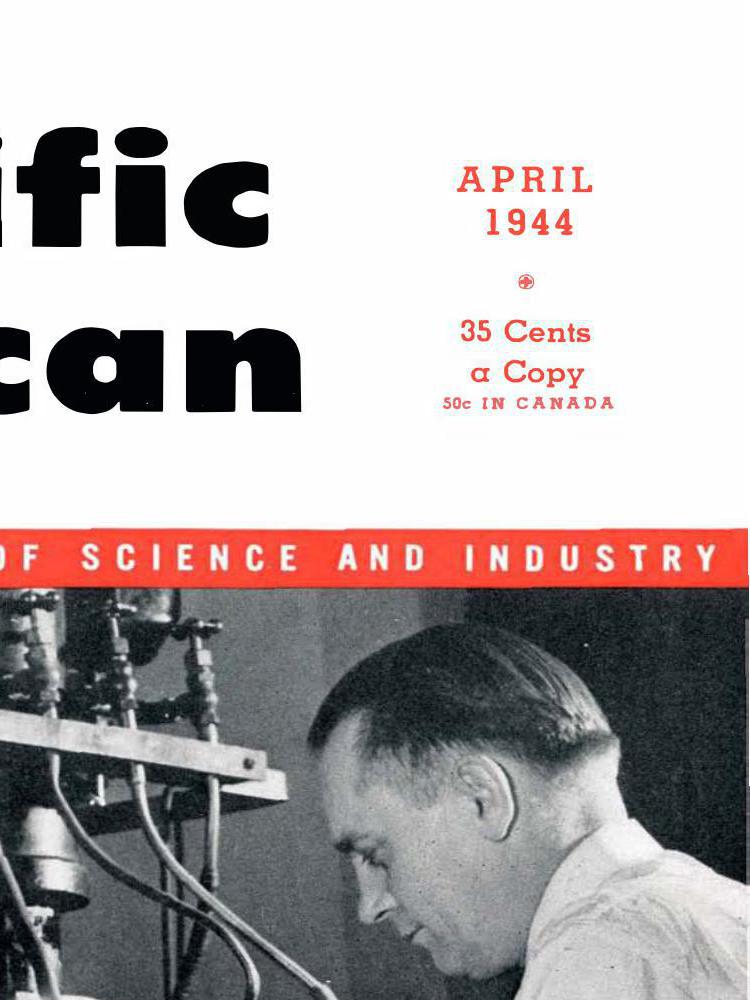 ific
can
APRIL
1944
35 Cents
a Copy
50c IN CANADA
OF SCIENCE AND INDUSTRY